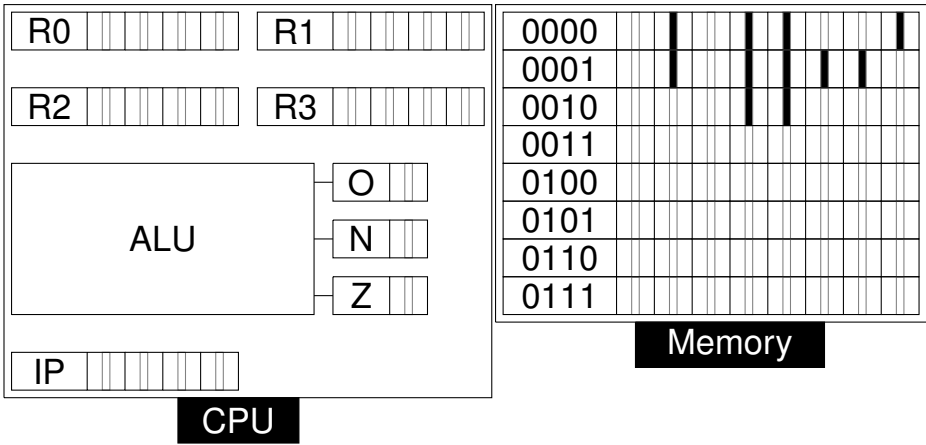 R0 R1 0000
0001
R2 R3 0010
0011
O 0100
ALU N 0101
0110
Z 0111
Memory
IP
CPU